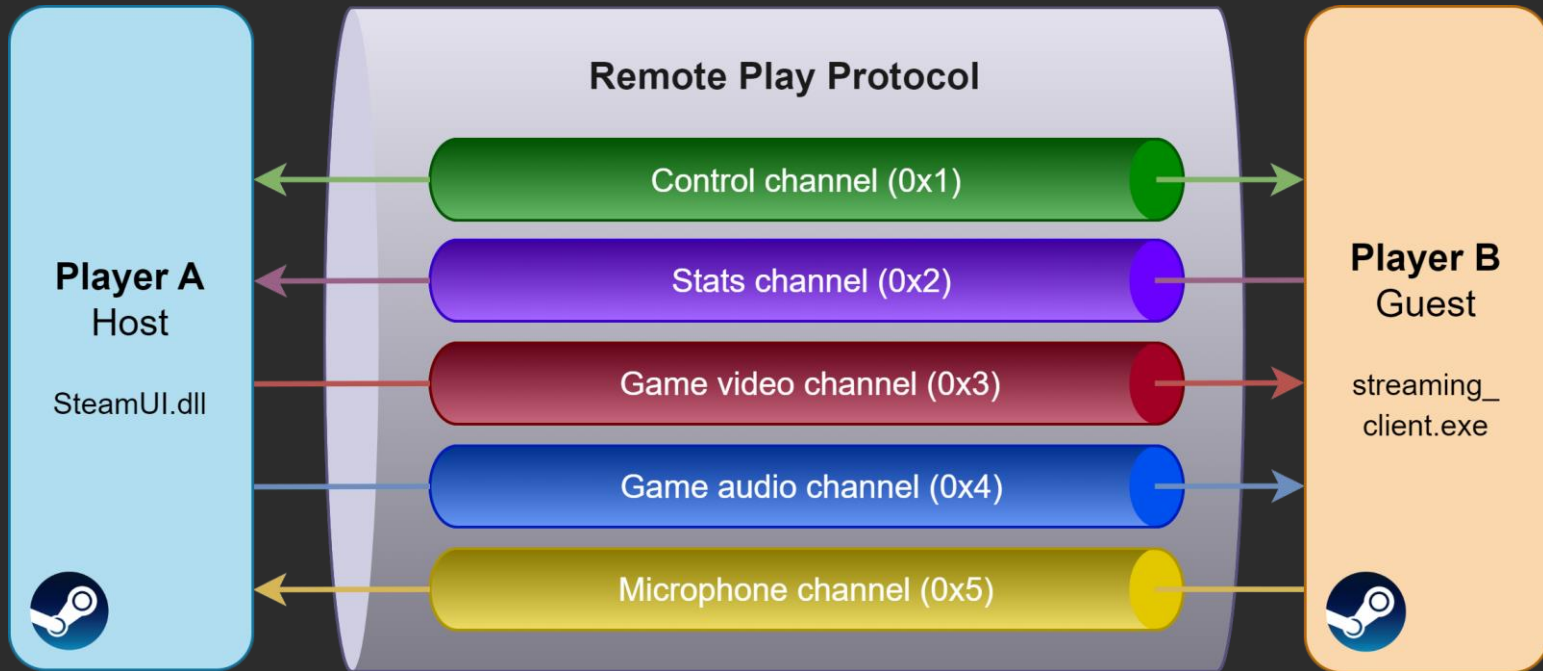 Remote Play Protocol
Player A
Host
SteamUI.dll
Control channel (0x1)
Stats channel (0x2)
Game video channel (0x3)
Game audio channel (0x4)
Microphone channel (0x5)
Player B
Guest
streaming_
client.exe